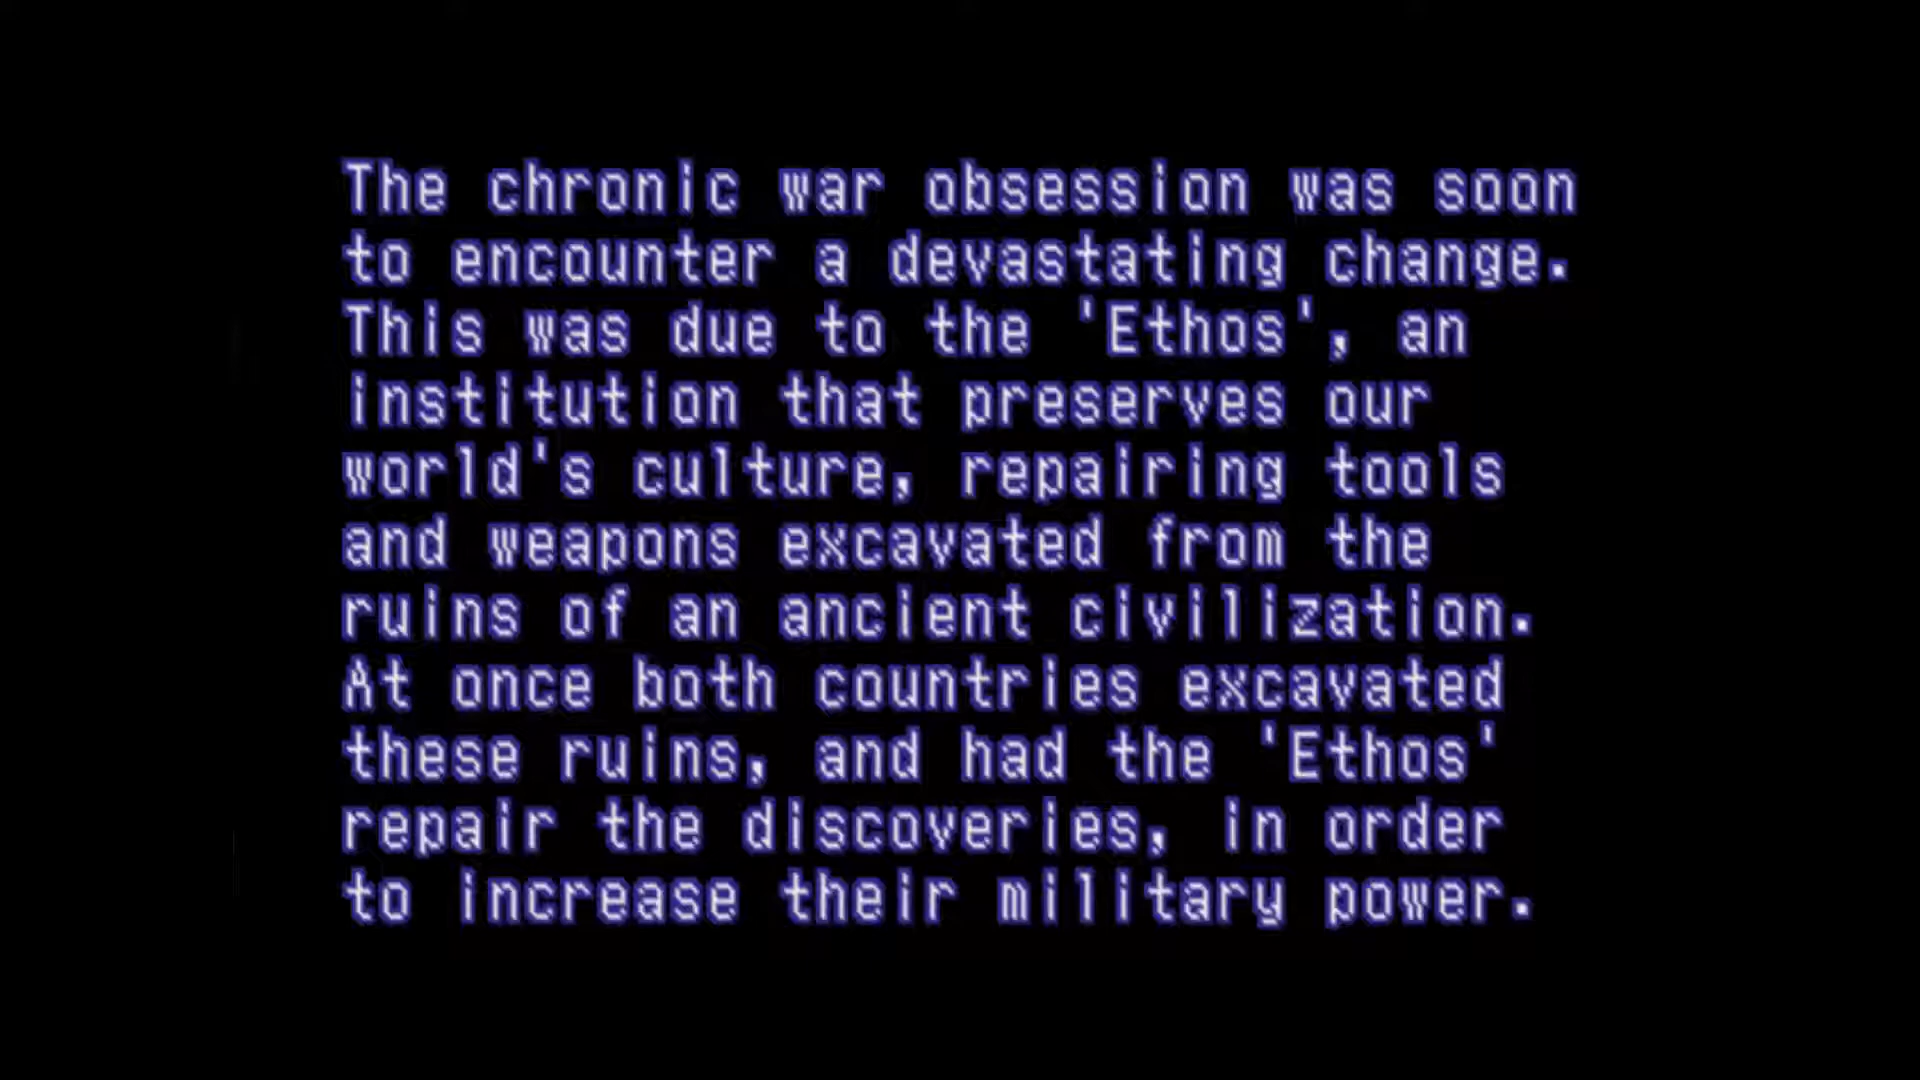 The chronic war obsession was soon
to encounter a devastating change.
This was due to the 'Ethos', an
institution that preserves our
world's culture, repairing tools
and weapons excavated from the
ruins of an ancient civilization.
At once both countries excavated
these ruins, and had the 'Ethos'
repair the discoveries, in order
to increase their military power.